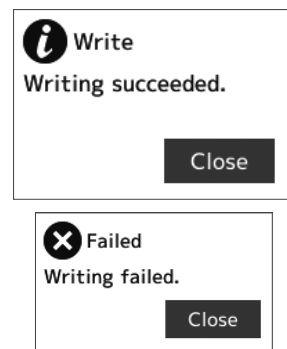 Write
Writing succeeded.
Close
Failed
Writing failed.
Close